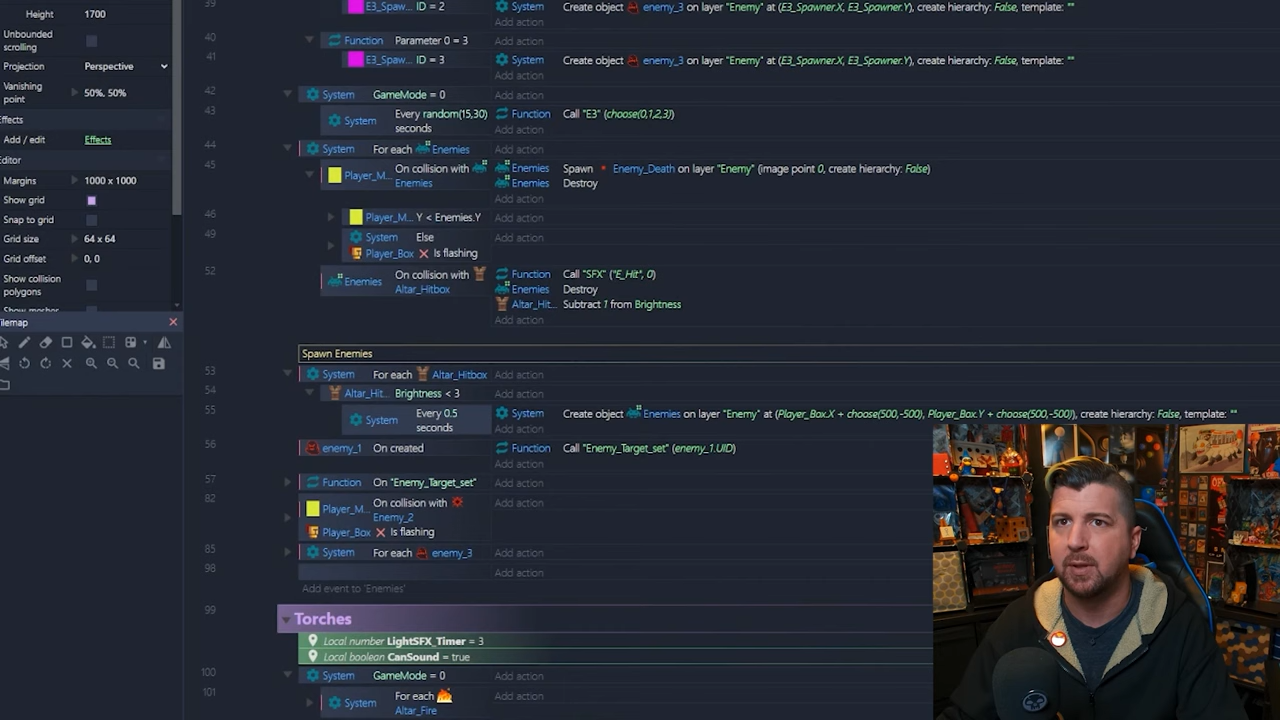 Height 1700
Unbounded scrolling
Projection Perspective
Vanishing point 50%, 50%
Effects
Add / edit Effects
Editor
Margins 1000 x 1000
Show grid
Snap to grid
Grid size 64 x 64
Grid offset 0, 0
Show collision polygons
Show meshes
ilemap
39 E3_Spaw... ID = 2 System Create object enemy_3 on layer "Enemy" at (E3_Spawner.X, E3_Spawner.Y), create hierarchy: False, template: ""
Add action
40 Function Parameter 0 = 3 Add action
41 E3_Spaw... ID = 3 System Create object enemy_3 on layer "Enemy" at (E3_Spawner.X, E3_Spawner.Y), create hierarchy: False, template: ""
Add action
42 System GameMode = 0 Add action
43 System Every random(15,30) seconds Function Call "E3" (choose(0,1,2,3))
Add action
44 System For each Enemies Add action
45 Player_M... On collision with Enemies Enemies Spawn Enemy_Death on layer "Enemy" (image point 0, create hierarchy: False)
Enemies Destroy
Add action
46 Player_M... Y < Enemies.Y Add action
49 System Else Add action
Player_Box Is flashing
52 Enemies On collision with Altar_Hitbox Function Call "SFX" ("E_Hit", 0)
Enemies Destroy
Altar_Hit... Subtract 1 from Brightness
Add action
Spawn Enemies
53 System For each Altar_Hitbox Add action
54 Altar_Hit... Brightness < 3 Add action
55 System Every 0.5 seconds System Create object Enemies on layer "Enemy" at (Player_Box.X + choose(500,-500), Player_Box.Y + choose(500,-500)), create hierarchy: False, template: ""
Add action
56 enemy_1 On created Function Call "Enemy_Target_set" (enemy_1.UID)
Add action
57 Function On "Enemy_Target_set" Add action
82 Player_M... On collision with Enemy_2 Add action
Player_Box Is flashing
85 System For each enemy_3 Add action
98 Add action
Add event to 'Enemies'
99 Torches
Local number LightSFX_Timer = 3
Local boolean CanSound = true
100 System GameMode = 0 Add action
101 System For each Altar_Fire Add action